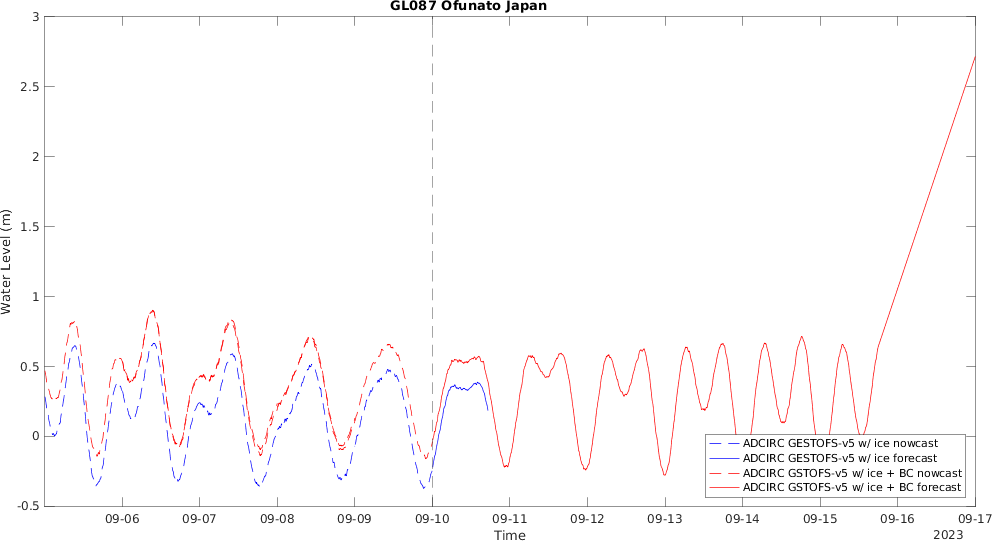 GL087 Ofunato Japan
3
2.5
2
1.5
1
0.5
0
-0.5
Water Level (m)
09-06 09-07 09-08 09-09 09-10 09-11 09-12 09-13 09-14 09-15 09-16 09-17
Time
2023
ADCIRC GESTOFS-v5 w/ ice nowcast
ADCIRC GESTOFS-v5 w/ ice forecast
ADCIRC GSTOFS-v5 w/ ice + BC nowcast
ADCIRC GSTOFS-v5 w/ ice + BC forecast